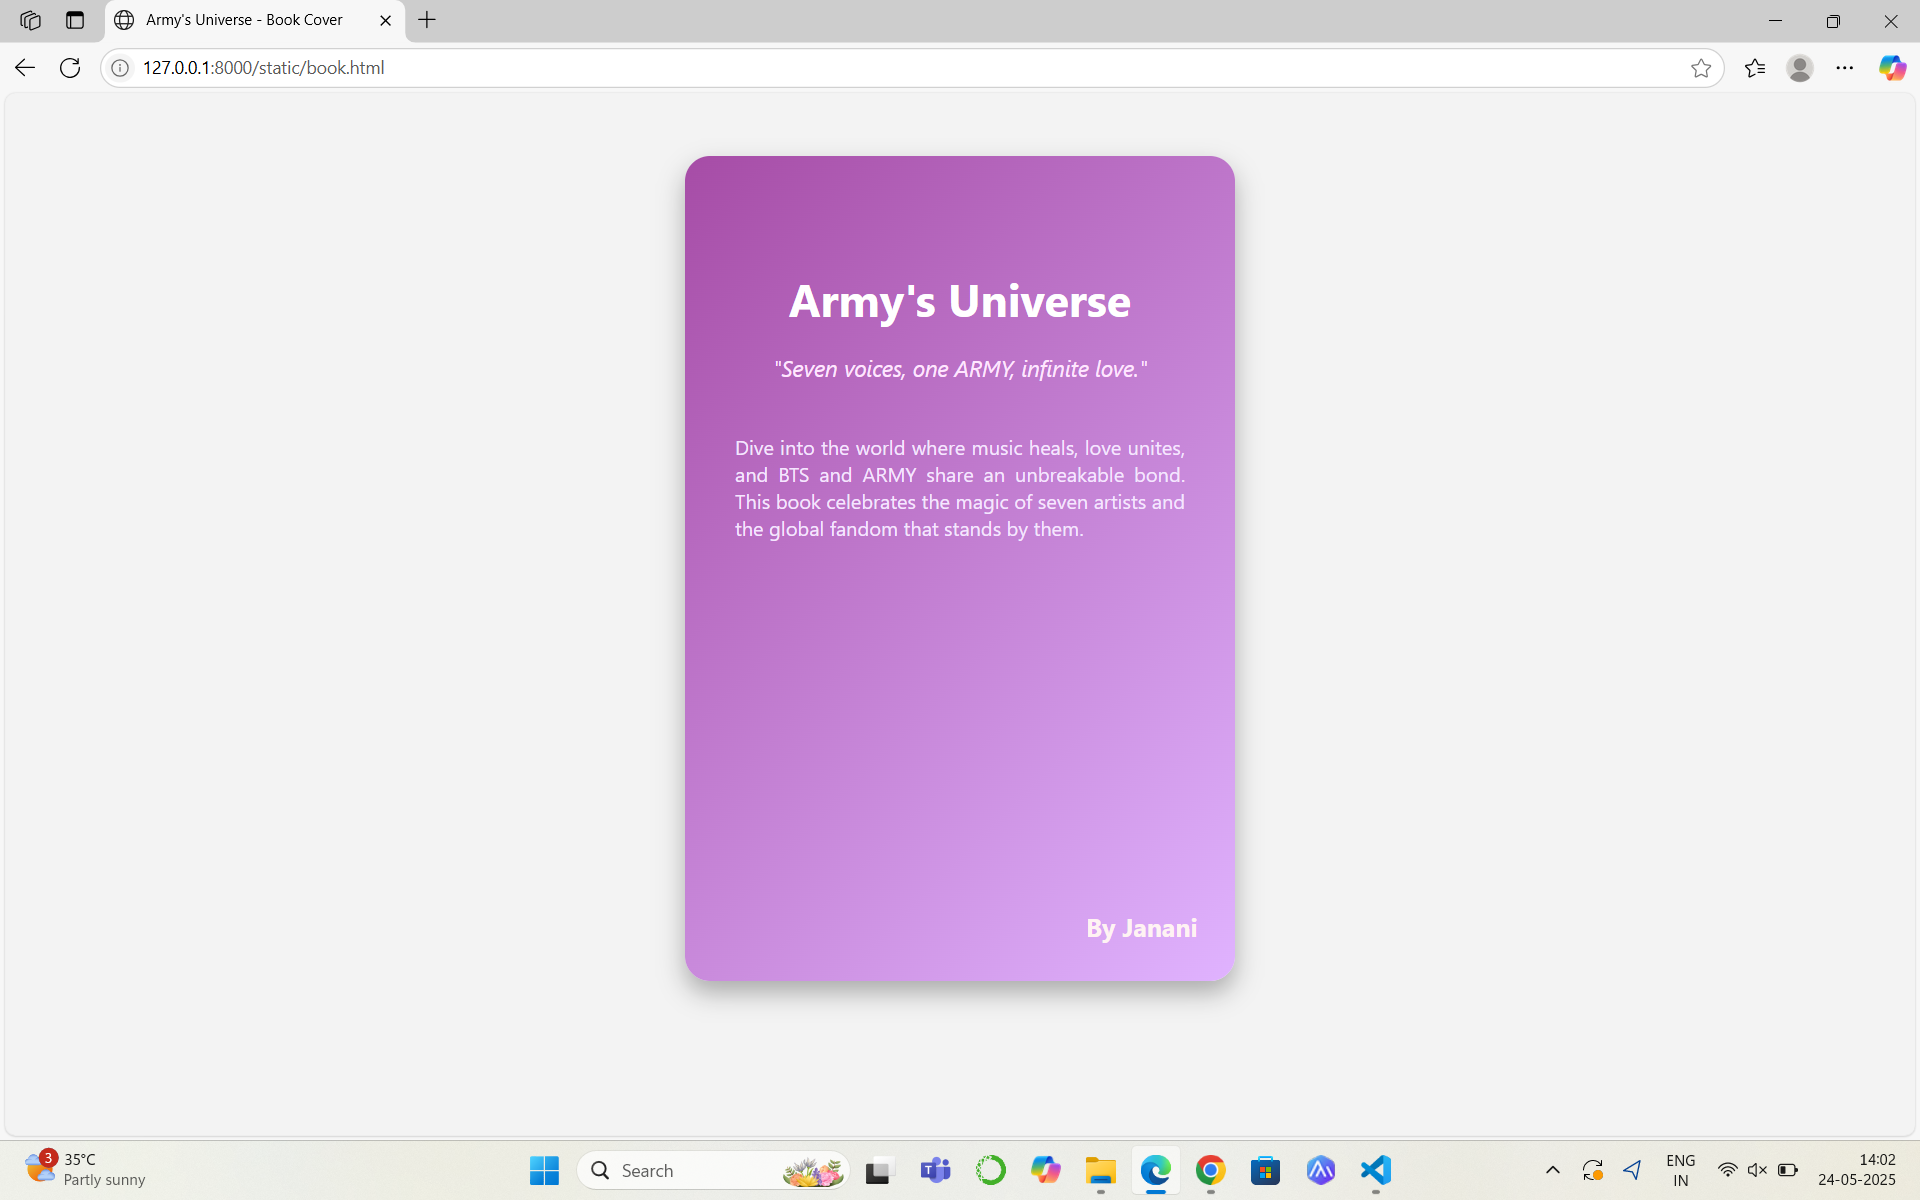 Army's Universe - Book Cover
127.0.0.1:8000/static/book.html
Army's Universe
"Seven voices, one ARMY, infinite love."
Dive into the world where music heals, love unites,
and BTS and ARMY share an unbreakable bond.
This book celebrates the magic of seven artists and
the global fandom that stands by them.
By Janani
3
35°C
Partly sunny
Search
ENG
IN
14:02
24-05-2025